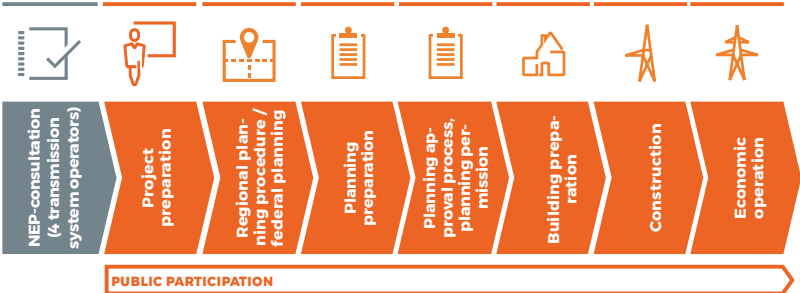 NEP-consultation
(4 transmission
system operators)
Project
preparation
Regional plan-
ning procedure /
federal planning
Planning
preparation
Planning ap-
proval process,
planning per-
mission
Building prepa-
ration
Construction
Economic
operation
PUBLIC PARTICIPATION